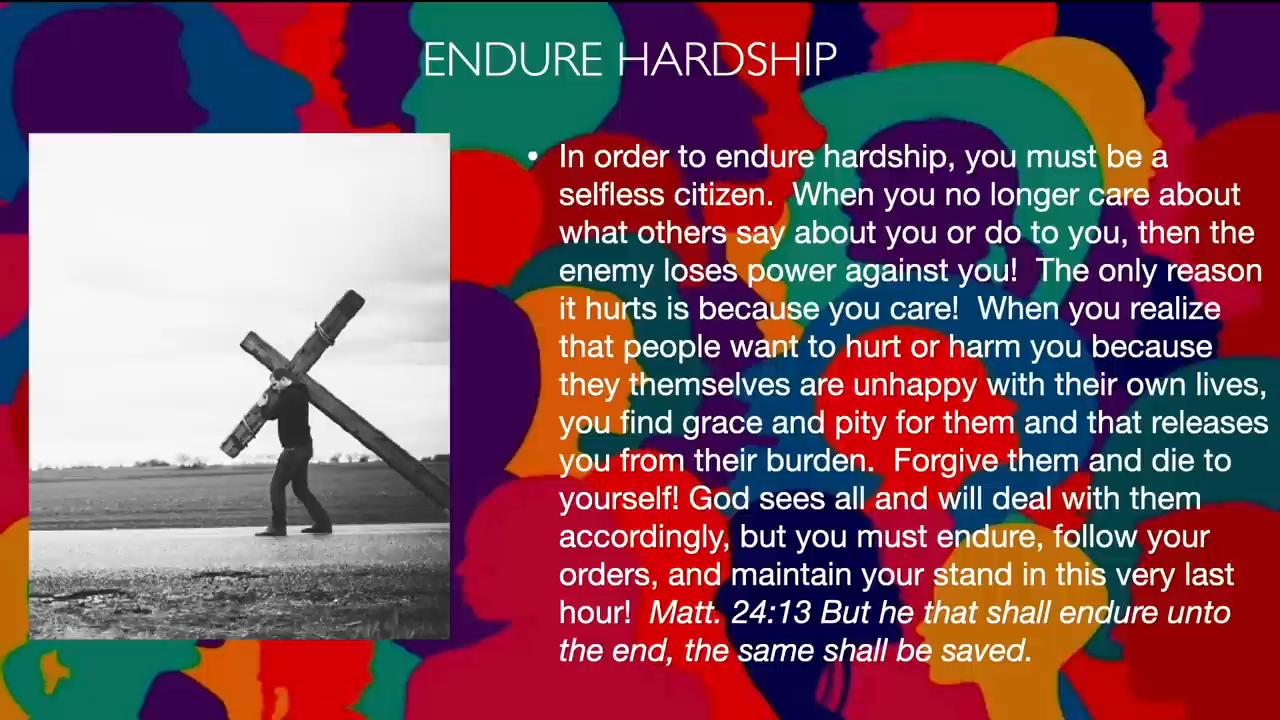 ENDURE HARDSHIP
• In order to endure hardship, you must be a
selfless citizen.  When you no longer care about
what others say about you or do to you, then the
enemy loses power against you!  The only reason
it hurts is because you care!  When you realize
that people want to hurt or harm you because
they themselves are unhappy with their own lives,
you find grace and pity for them and that releases
you from their burden.  Forgive them and die to
yourself! God sees all and will deal with them
accordingly, but you must endure, follow your
orders, and maintain your stand in this very last
hour!  Matt. 24:13 But he that shall endure unto
the end, the same shall be saved.